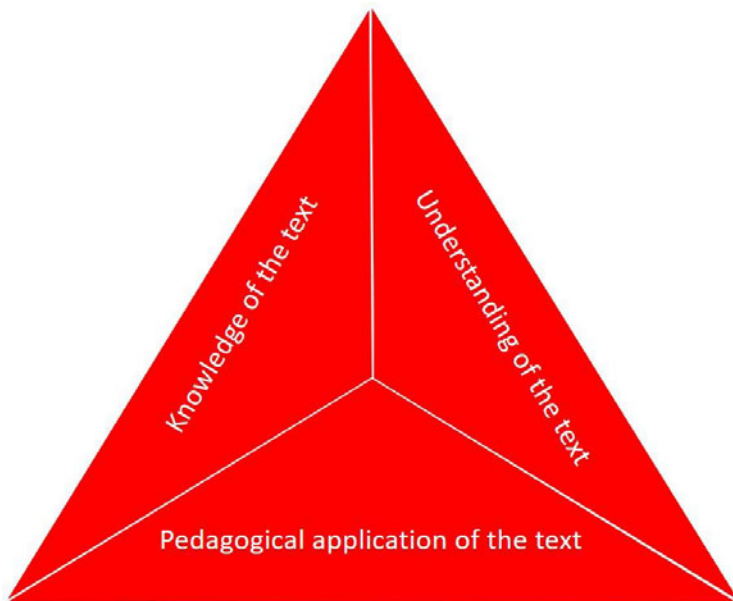 Knowledge of the text
Understanding of the text
Pedagogical application of the text